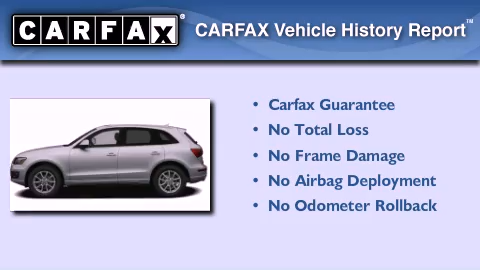 CARFAX® CARFAX Vehicle History Report™
• Carfax Guarantee
• No Total Loss
• No Frame Damage
• No Airbag Deployment
• No Odometer Rollback